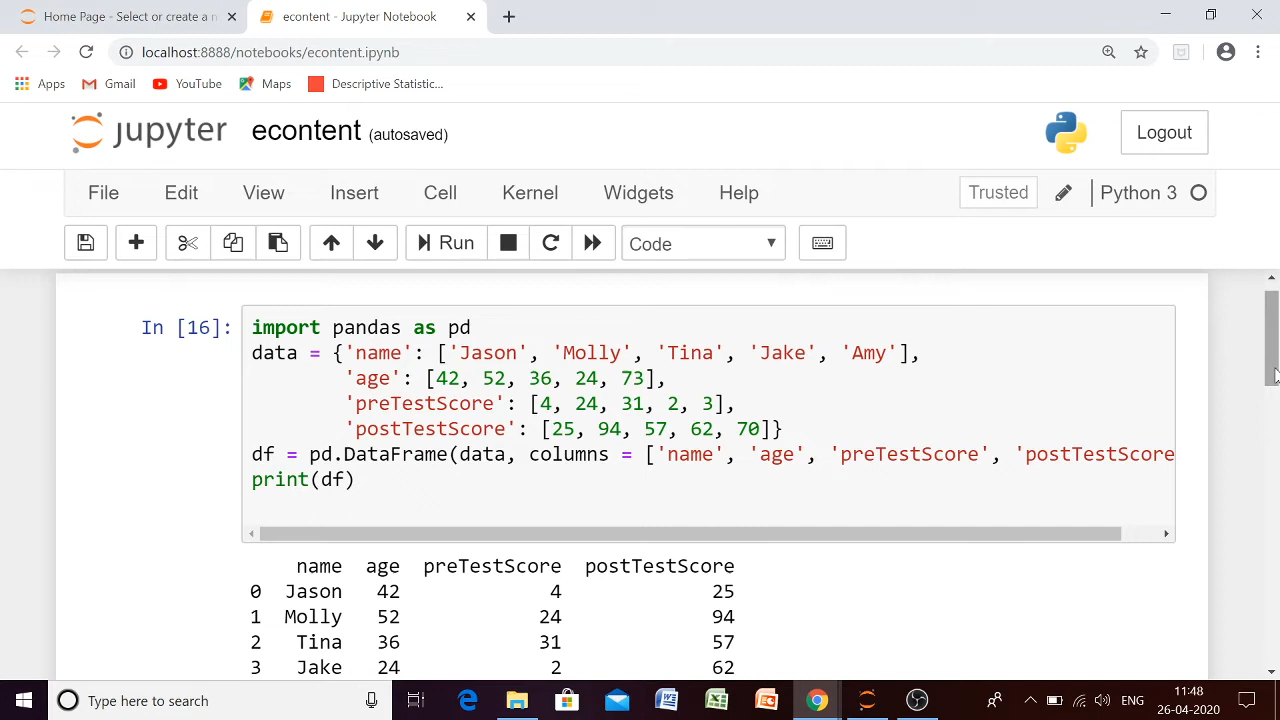 Home Page - Select or create a n
econtent - Jupyter Notebook
localhost:8888/notebooks/econtent.ipynb
Apps Gmail YouTube Maps Descriptive Statistic...
jupyter econtent (autosaved) Logout
File Edit View Insert Cell Kernel Widgets Help Trusted Python 3
Run Code
In [16]: import pandas as pd
data = {'name': ['Jason', 'Molly', 'Tina', 'Jake', 'Amy'],
'age': [42, 52, 36, 24, 73],
'preTestScore': [4, 24, 31, 2, 3],
'postTestScore': [25, 94, 57, 62, 70]}
df = pd.DataFrame(data, columns = ['name', 'age', 'preTestScore', 'postTestScore
print(df)
name age preTestScore postTestScore
0 Jason 42 4 25
1 Molly 52 24 94
2 Tina 36 31 57
3 Jake 24 2 62
Type here to search
ENG
11:48
26-04-2020